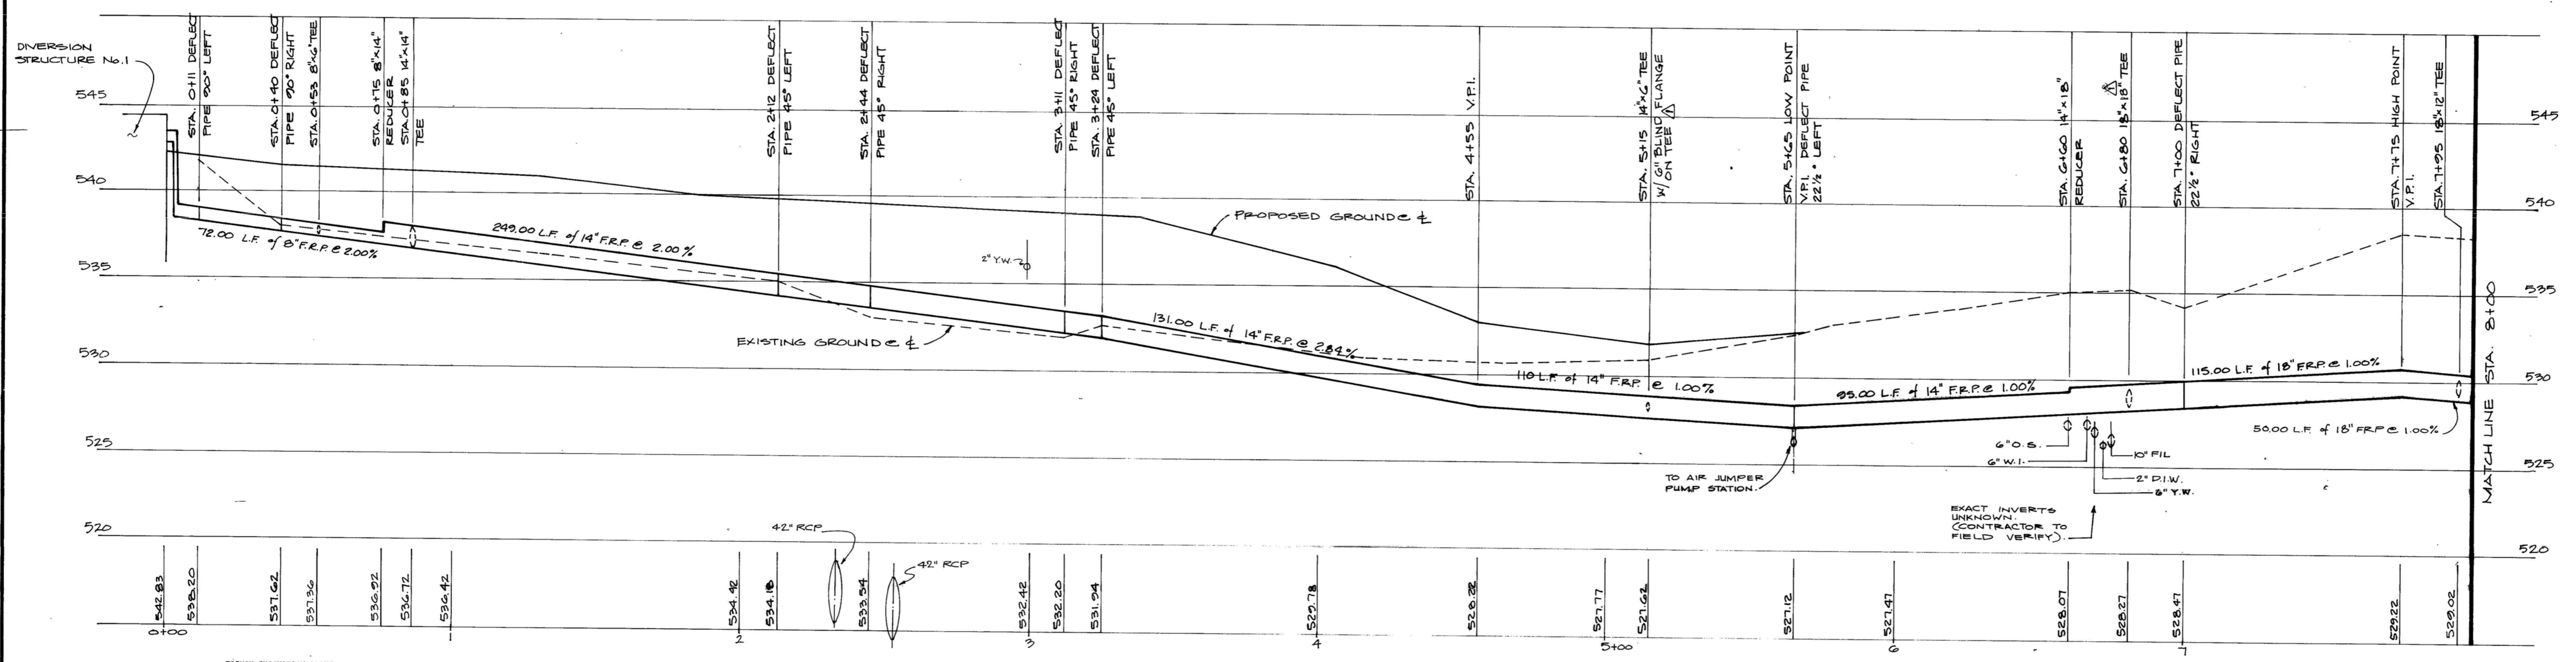 DIVERSION
STRUCTURE No.1
STA. 0+11 DEFLECT
PIPE 90° LEFT
STA. 0+40 DEFLECT
PIPE 90° RIGHT
STA. 0+53 8"x6" TEE
STA. 0+75 8"x14"
REDUCER
STA. 0+85 14"x14"
TEE
STA. 2+12 DEFLECT
PIPE 45° LEFT
STA. 2+44 DEFLECT
PIPE 45° RIGHT
STA. 3+11 DEFLECT
PIPE 45° RIGHT
STA. 3+24 DEFLECT
PIPE 45° LEFT
STA. 4+55 V.P.I.
STA. 5+15 14"x6" TEE
W/ 6" BLIND FLANGE
ON TEE 1
STA. 5+65 LOW POINT
V.P.I. DEFLECT PIPE
22½° LEFT
STA. 6+60 14"x18"
REDUCER
STA. 6+80 18"x18" TEE
1
STA. 7+00 DEFLECT PIPE
22½° RIGHT
STA. 7+75 HIGH POINT
V.P.I.
STA. 7+95 18"x12" TEE
545
545
540
540
535
535
530
530
525
525
520
520
72.00 L.F. of 8" F.R.P. @ 2.00%
249.00 L.F. of 14" F.R.P. @ 2.00%
2" Y.W.
PROPOSED GROUND @ ℄
EXISTING GROUND @ ℄
131.00 L.F. of 14" F.R.P. @ 2.84%
110 L.F. of 14" F.R.P. @ 1.00%
95.00 L.F. of 14" F.R.P. @ 1.00%
115.00 L.F. of 18" F.R.P. @ 1.00%
50.00 L.F. of 18" F.R.P. @ 1.00%
MATCH LINE STA. 8+00
TO AIR JUMPER
PUMP STATION.
6" O.S.
6" W.I.
10" FIL
2" D.I.W.
6" Y.W.
EXACT INVERTS
UNKNOWN.
(CONTRACTOR TO
FIELD VERIFY).
42" RCP
42" RCP
542.83
538.20
537.62
537.36
536.92
536.72
536.42
534.42
534.18
533.54
532.42
532.20
531.94
529.78
528.22
527.77
527.62
527.12
527.47
528.07
528.27
528.47
529.22
529.02
0+00
1
2
3
4
5+00
6
7